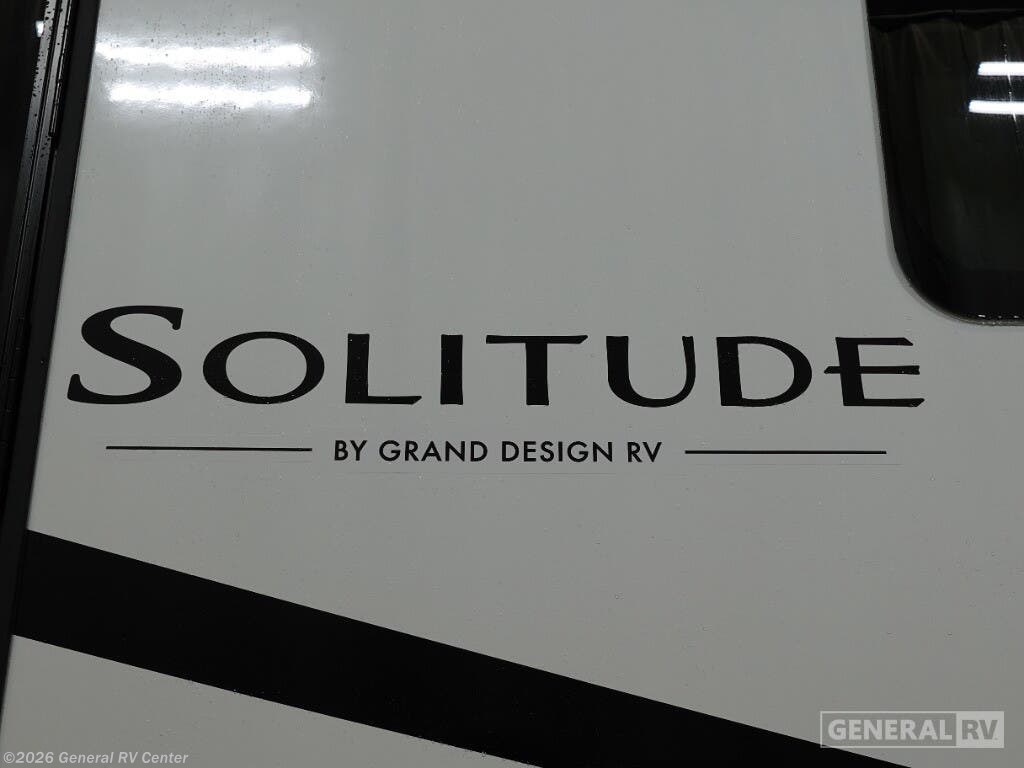 SOLITUDE
BY GRAND DESIGN RV
GENERAL RV
©2026 General RV Center